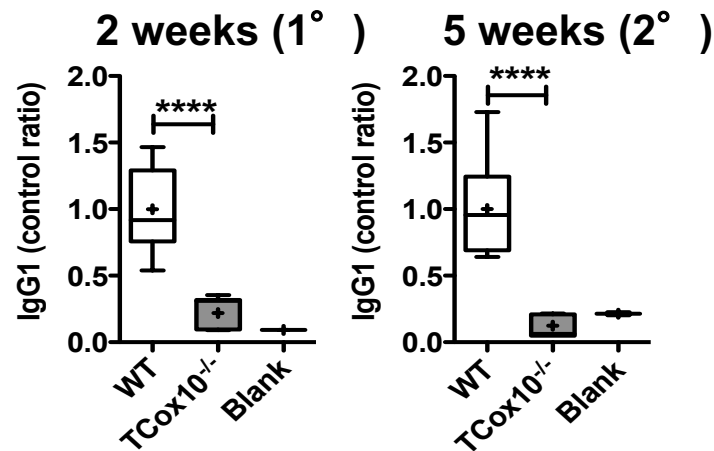 2 weeks (1° )
IgG1 (control ratio)
2.0
1.5
1.0
0.5
0.0
****
WT
TCox10-/-
Blank
5 weeks (2° )
IgG1 (control ratio)
2.0
1.5
1.0
0.5
0.0
****
WT
TCox10-/-
Blank